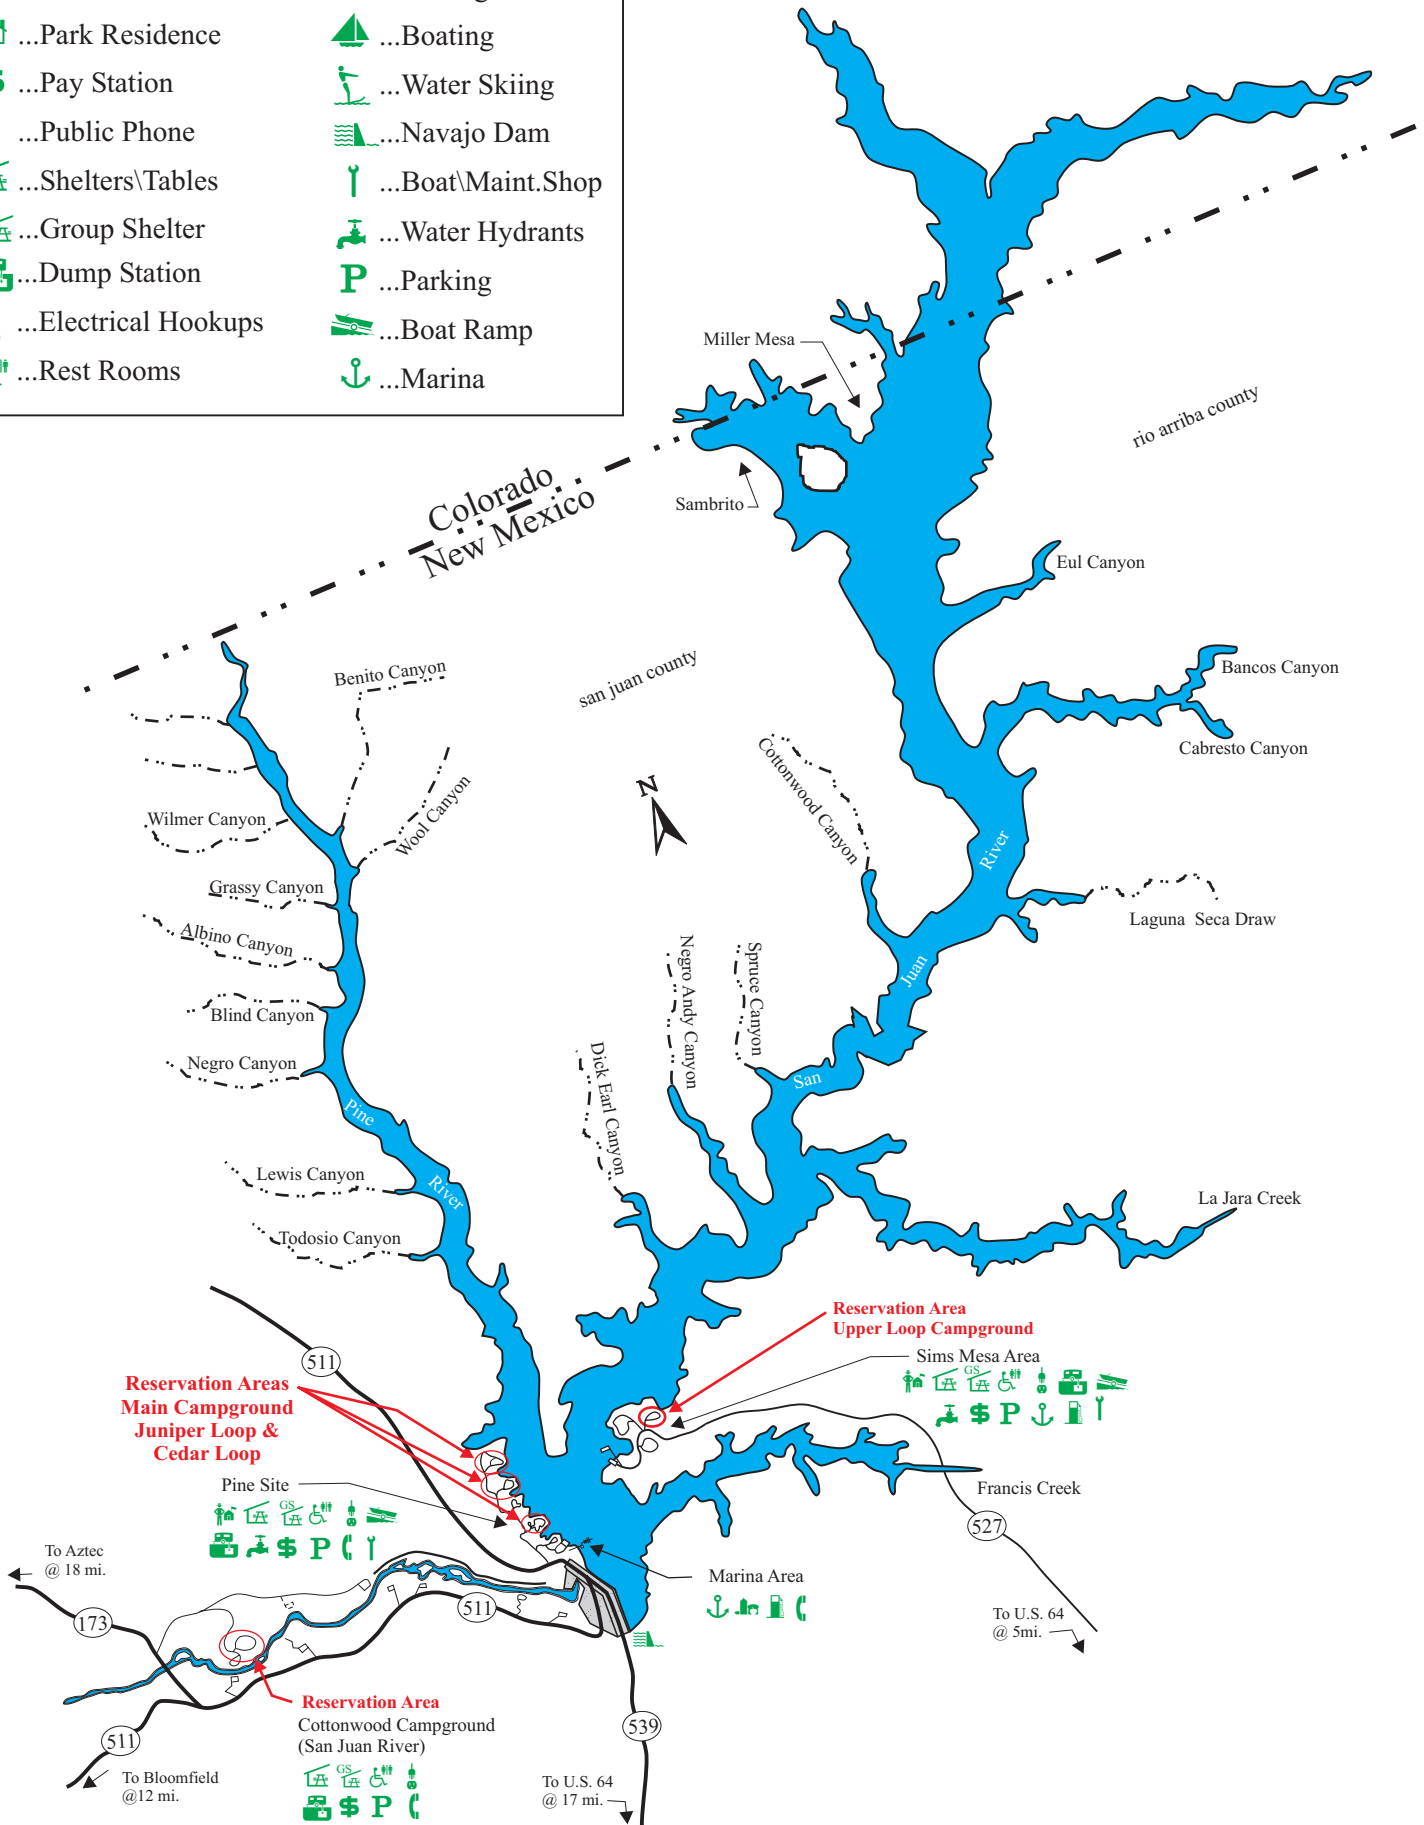 ...Park Residence
...Pay Station
...Public Phone
...Shelters\Tables
...Group Shelter
...Dump Station
...Electrical Hookups
...Rest Rooms
...Boating
...Water Skiing
...Navajo Dam
...Boat\Maint.Shop
...Water Hydrants
P ...Parking
...Boat Ramp
...Marina
Miller Mesa
Sambrito
rio arriba county
Colorado
New Mexico
Eul Canyon
Bancos Canyon
Cabresto Canyon
san juan county
Benito Canyon
Wool Canyon
Wilmer Canyon
Grassy Canyon
Albino Canyon
Blind Canyon
Negro Canyon
Lewis Canyon
Todosio Canyon
Pine
River
N
Cottonwood Canyon
Negro Andy Canyon
Spruce Canyon
Dick Earl Canyon
River
Juan
San
Laguna Seca Draw
La Jara Creek
Reservation Area
Upper Loop Campground
Sims Mesa Area
GS
$ P
Francis Creek
527
To U.S. 64
@ 5mi.
511
Reservation Areas
Main Campground
Juniper Loop &
Cedar Loop
Pine Site
GS
$ P
Marina Area
To Aztec
@ 18 mi.
173
511
511
To Bloomfield
@12 mi.
Reservation Area
Cottonwood Campground
(San Juan River)
GS
$ P
539
To U.S. 64
@ 17 mi.